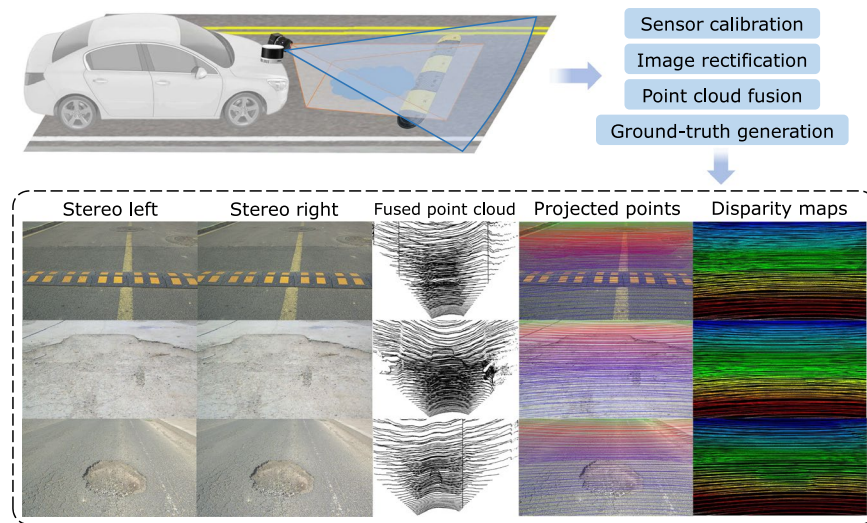 Sensor calibration
Image rectification
Point cloud fusion
Ground-truth generation
Stereo left
Stereo right
Fused point cloud
Projected points
Disparity maps